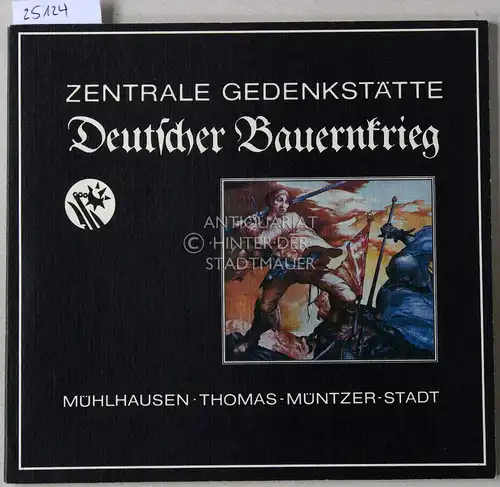 25124
ZENTRALE GEDENKSTÄTTE
Deutſcher Bauernkrieg
ANTIQUARIAT
© HINTER DER
STADTMAUER
MÜHLHAUSEN · THOMAS-MÜNTZER-STADT